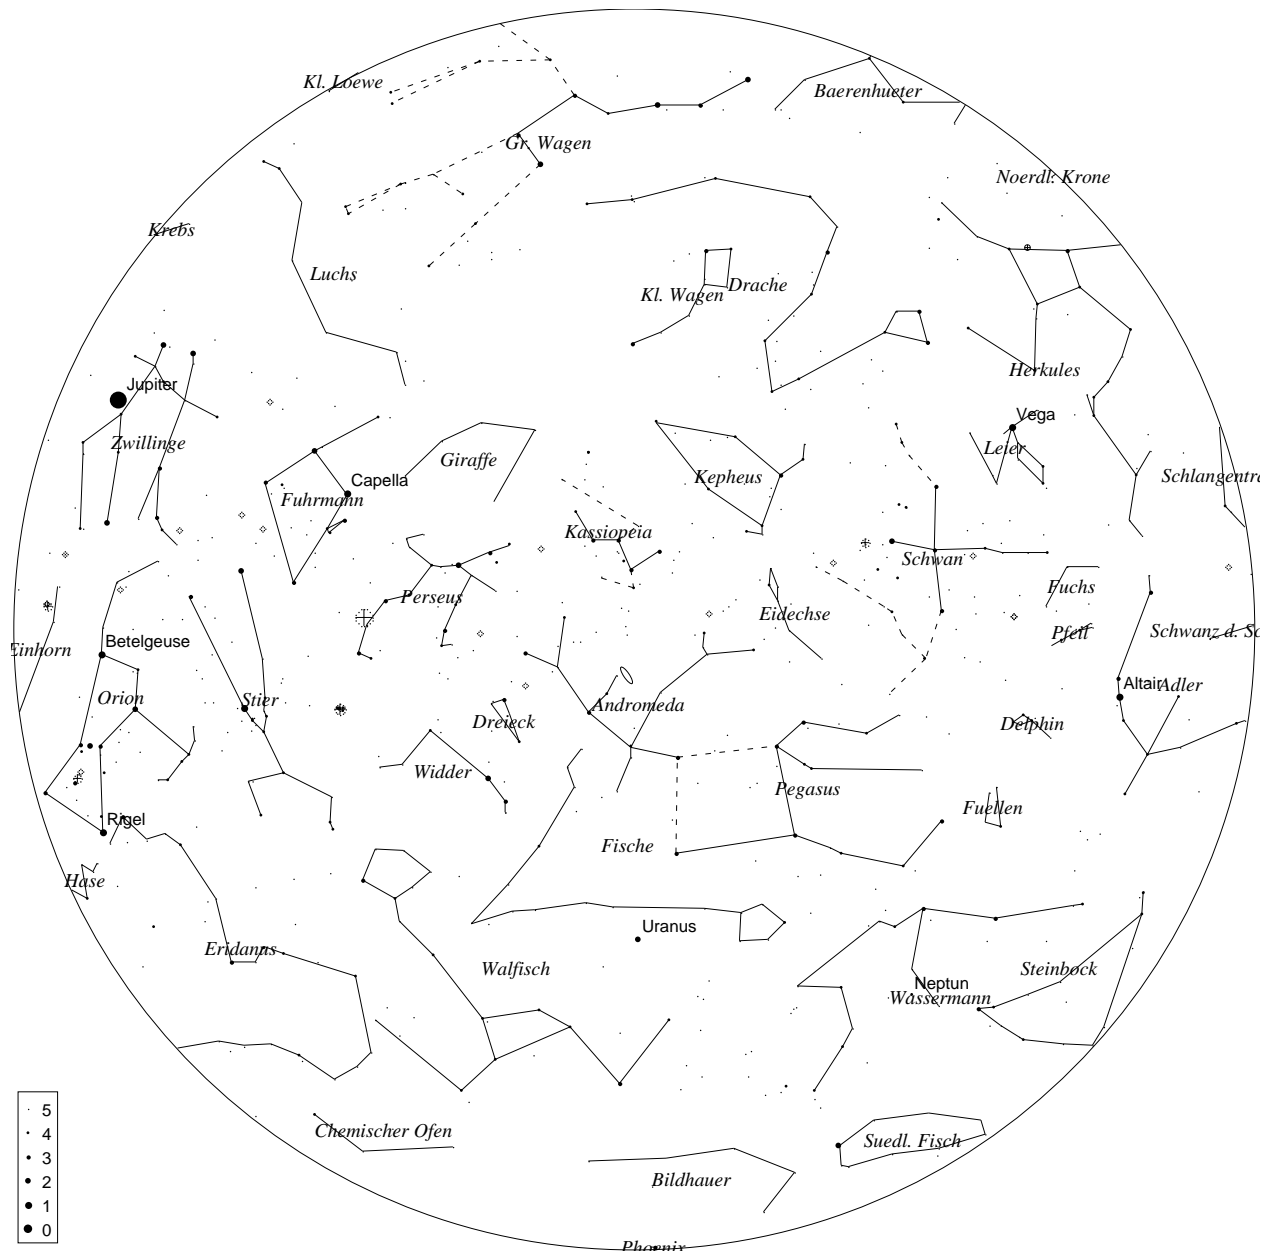 Kl. Loewe
Baerenhueter
Gr. Wagen
Noerdl. Krone
Krebs
Luchs
Kl. Wagen
Drache
Herkules
Jupiter
Vega
Zwillinge
Giraffe
Leier
Capella
Kepheus
Schlangentr
Fuhrmann
Kassiopeia
Schwan
Fuchs
Perseus
Eidechse
Pfeil
Schwanz d. Sc
Betelgeuse
Einhorn
Orion
Stier
Andromeda
Altair
Adler
Dreieck
Delphin
Widder
Pegasus
Fuellen
Rigel
Fische
Hase
Uranus
Eridanus
Walfisch
Steinbock
Neptun
Wassermann
5
4
3
2
1
0
Chemischer Ofen
Suedl. Fisch
Bildhauer
Phoenix